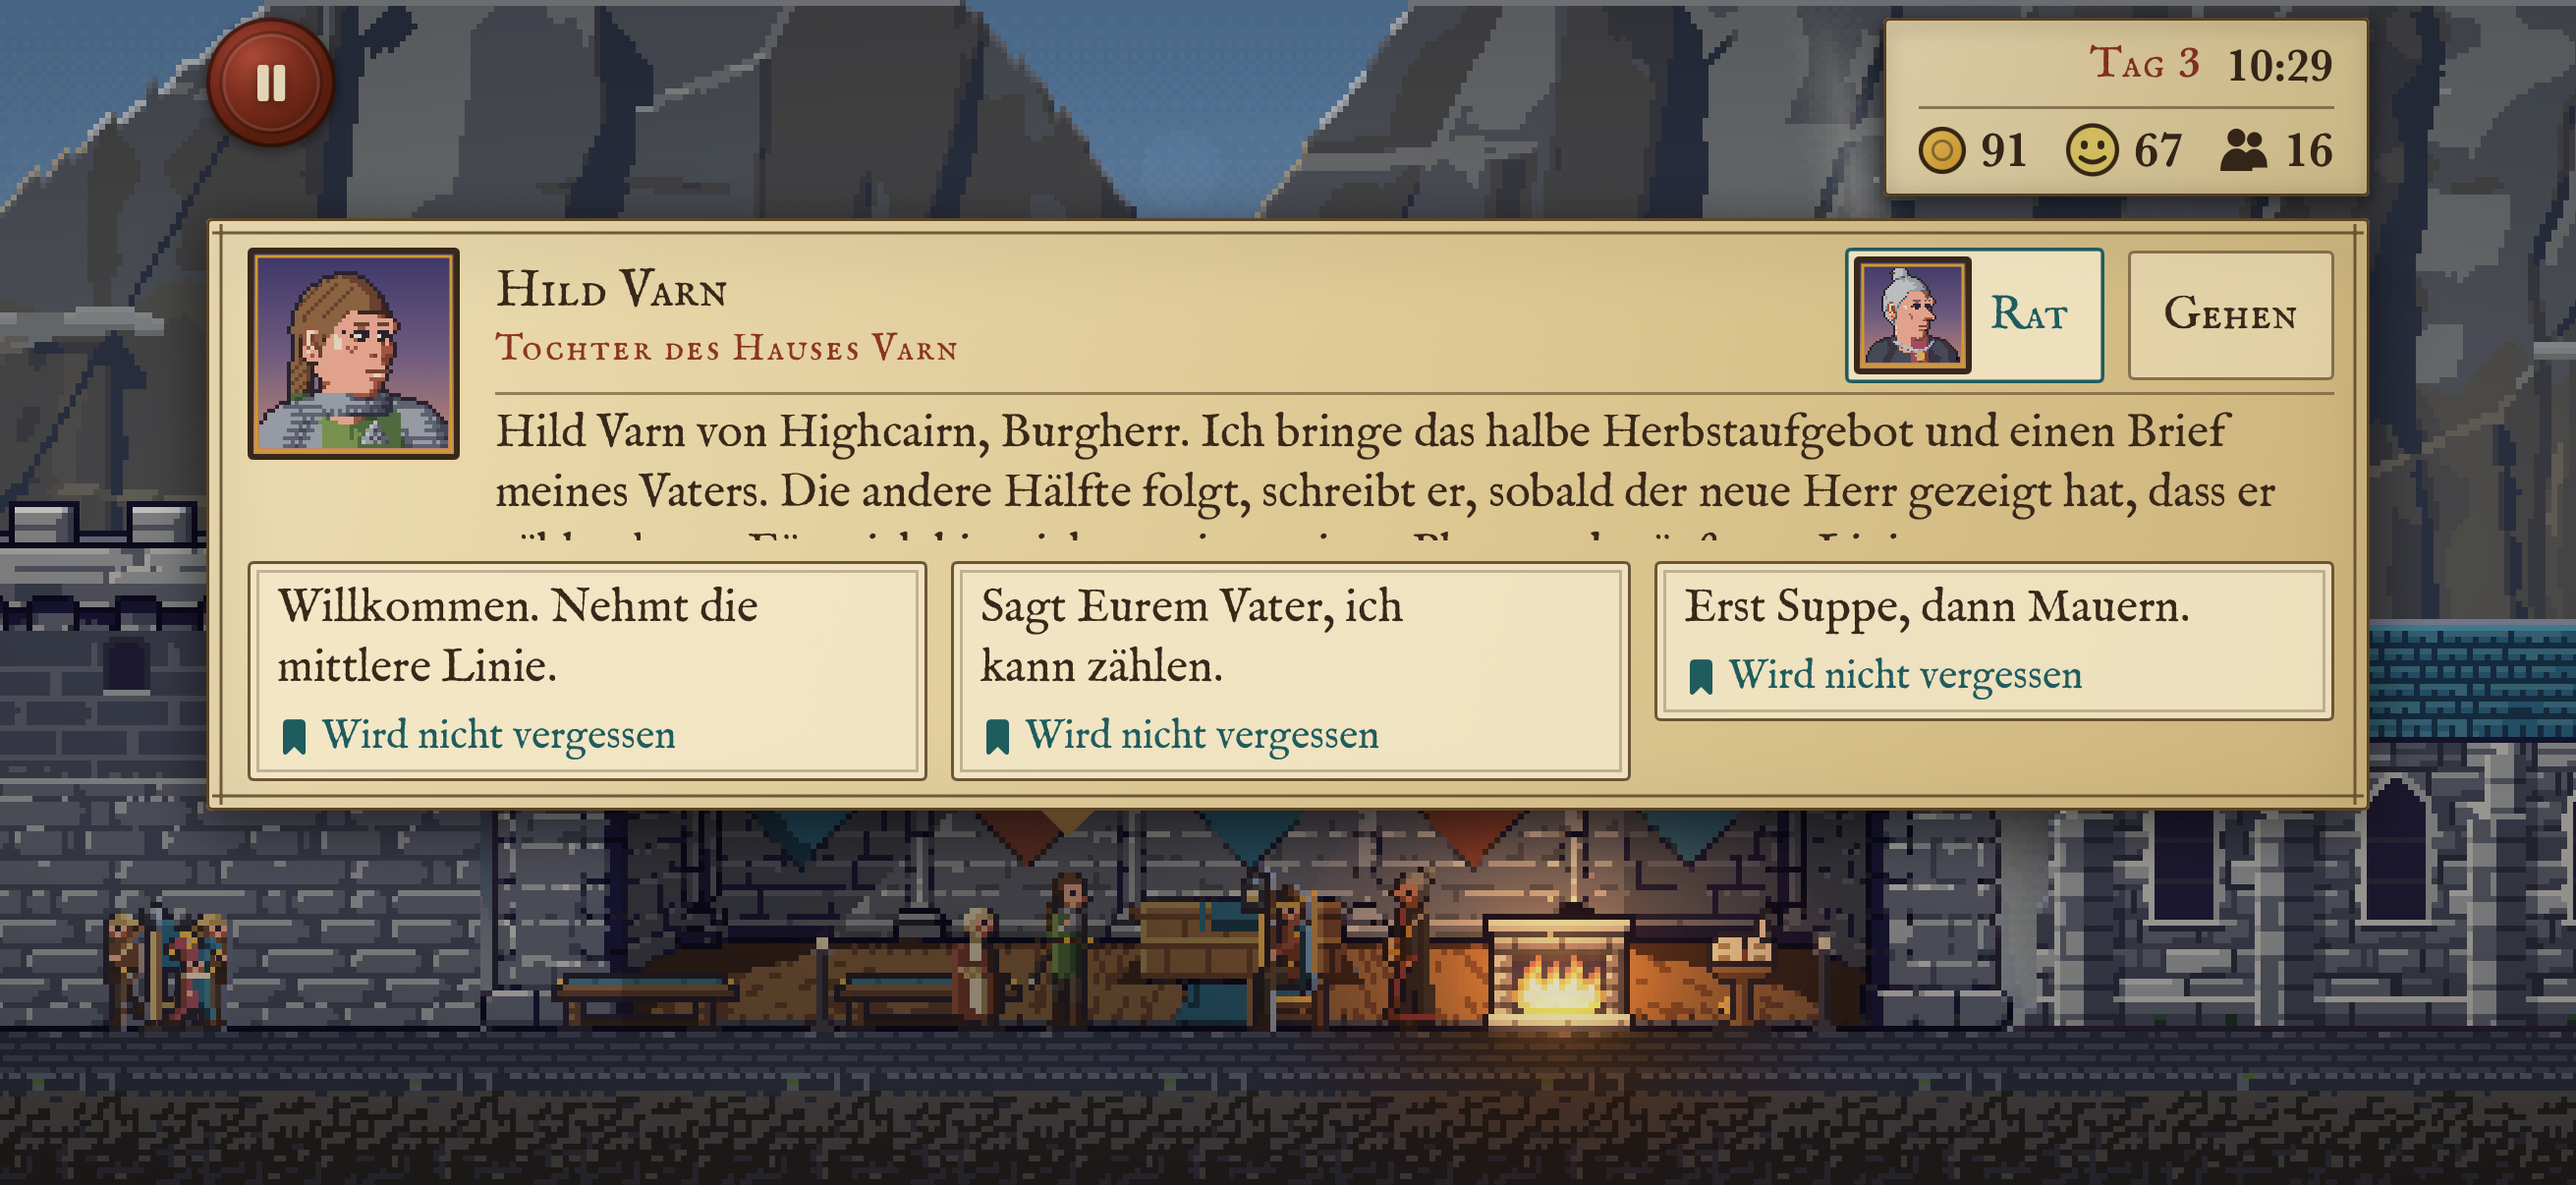 Tag 3 10:29
91 67 16
Hild Varn
Tochter des Hauses Varn
Rat
Gehen
Hild Varn von Highcairn, Burgherr. Ich bringe das halbe Herbstaufgebot und einen Brief
meines Vaters. Die andere Hälfte folgt, schreibt er, sobald der neue Herr gezeigt hat, dass er
Willkommen. Nehmt die
mittlere Linie.
Wird nicht vergessen
Sagt Eurem Vater, ich
kann zählen.
Wird nicht vergessen
Erst Suppe, dann Mauern.
Wird nicht vergessen